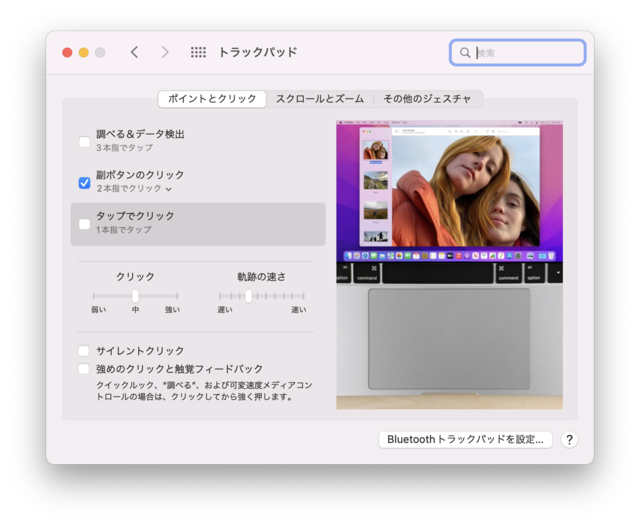 トラックパッド
検索
ポイントとクリック
スクロールとズーム
その他のジェスチャ
調べる＆データ検出
3本指でタップ
副ボタンのクリック
2本指でクリック
タップでクリック
1本指でタップ
クリック
軌跡の速さ
弱い
中
強い
遅い
速い
サイレントクリック
強めのクリックと触覚フィードバック
クイックルック、“調べる”、および可変速度メディアコン
トロールの場合は、クリックしてから強く押します。
⌘
⌘
option
command
command
option
Bluetoothトラックパッドを設定...
?